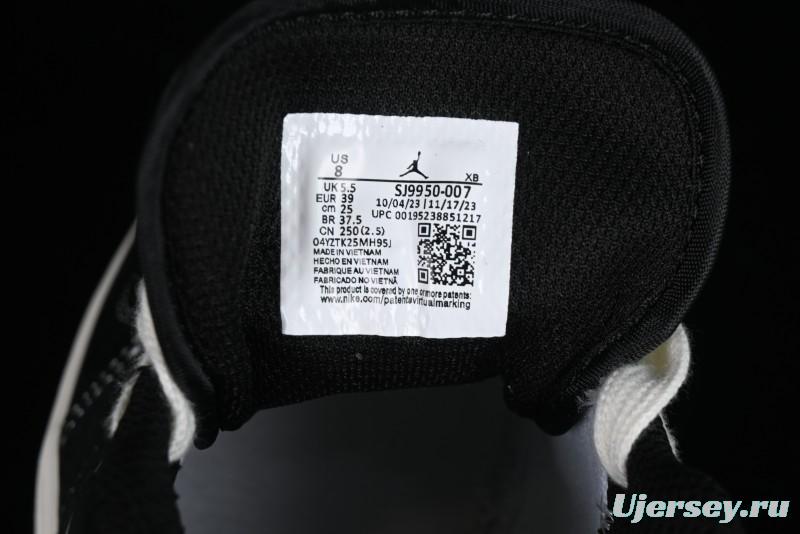 US
8
XB
UK 5.5
EUR 39
cm 25
BR 37.5
CN 250 (2.5)
SJ9950-007
10/04/23 | 11/17/23
UPC 00195238851217
04YZTK25MH95J
MADE IN VIETNAM
HECHO EN VIETNAM
FABRIQUE AU VIETNAM
FABRICADO NO VIETNÃ
This product is covered by one or more patents:
www.nike.com/patentsvirtualmarking
Ujersey.ru